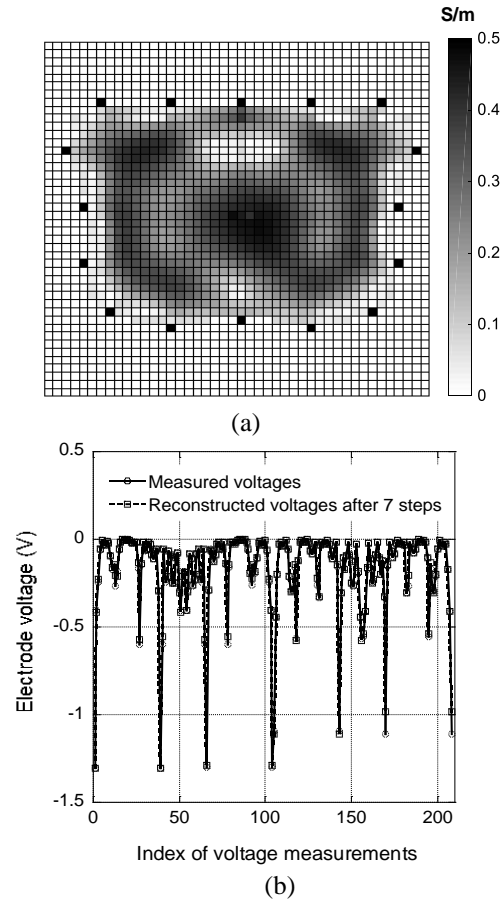 S/m
0.5
0.4
0.3
0.2
0.1
0
(a)
0.5
0
-0.5
-1
-1.5
Electrode voltage (V)
Measured voltages
Reconstructed voltages after 7 steps
0 50 100 150 200
Index of voltage measurements
(b)